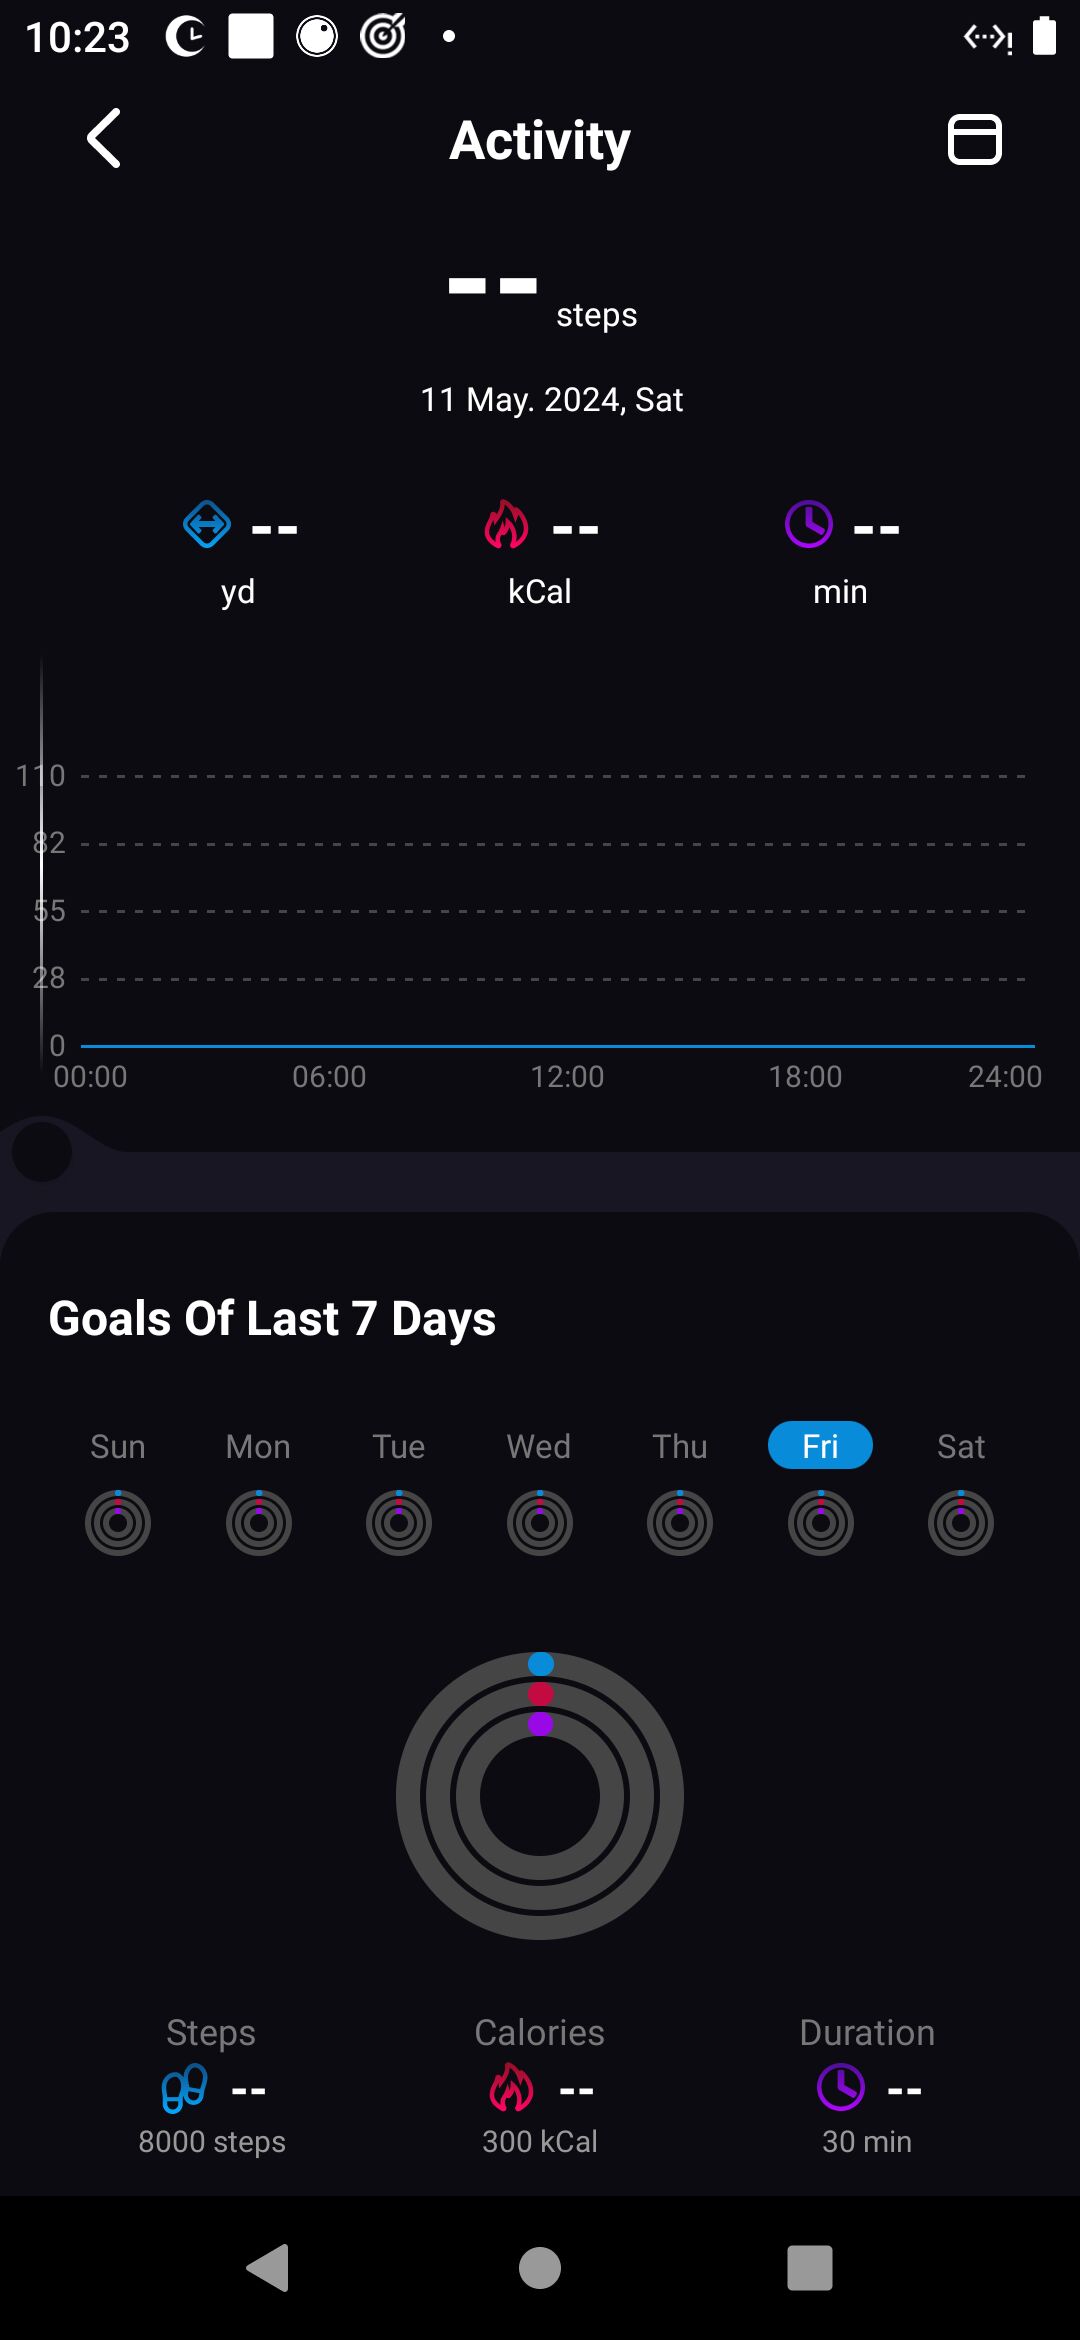 10:23
Activity
-- steps
11 May. 2024, Sat
-- -- --
yd kCal min
110
82
55
28
0
00:00 06:00 12:00 18:00 24:00
Goals Of Last 7 Days
Sun Mon Tue Wed Thu Fri Sat
Steps Calories Duration
-- -- --
8000 steps 300 kCal 30 min